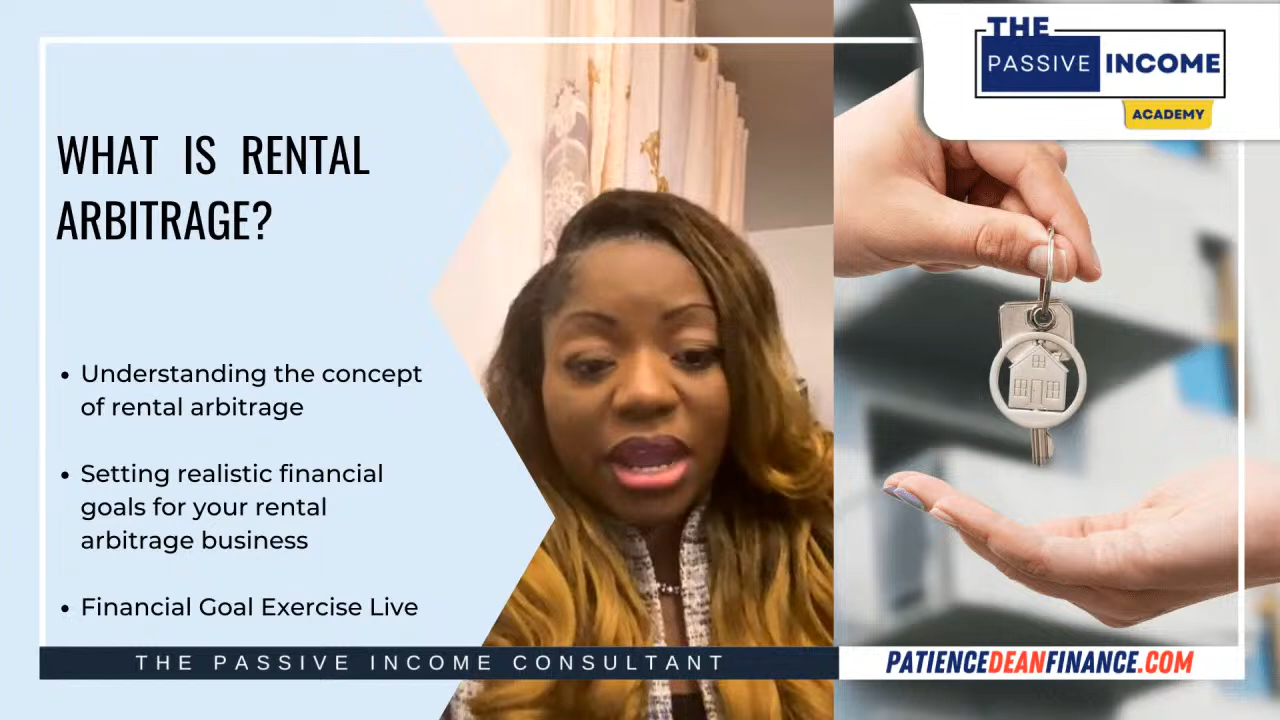 THE
PASSIVE INCOME
ACADEMY
WHAT IS RENTAL
ARBITRAGE?
• Understanding the concept
of rental arbitrage
• Setting realistic financial
goals for your rental
arbitrage business
• Financial Goal Exercise Live
THE PASSIVE INCOME CONSULTANT
PATIENCEDEANFINANCE.COM